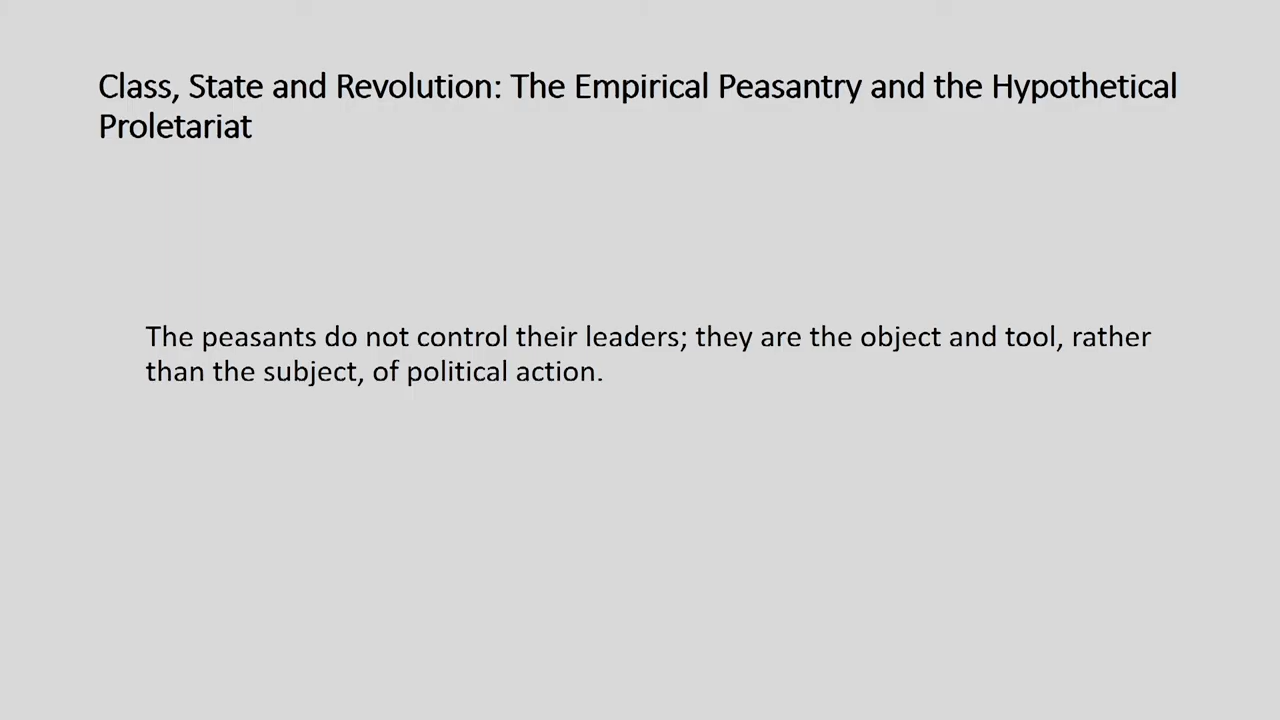 Class, State and Revolution: The Empirical Peasantry and the Hypothetical
Proletariat
The peasants do not control their leaders; they are the object and tool, rather
than the subject, of political action.